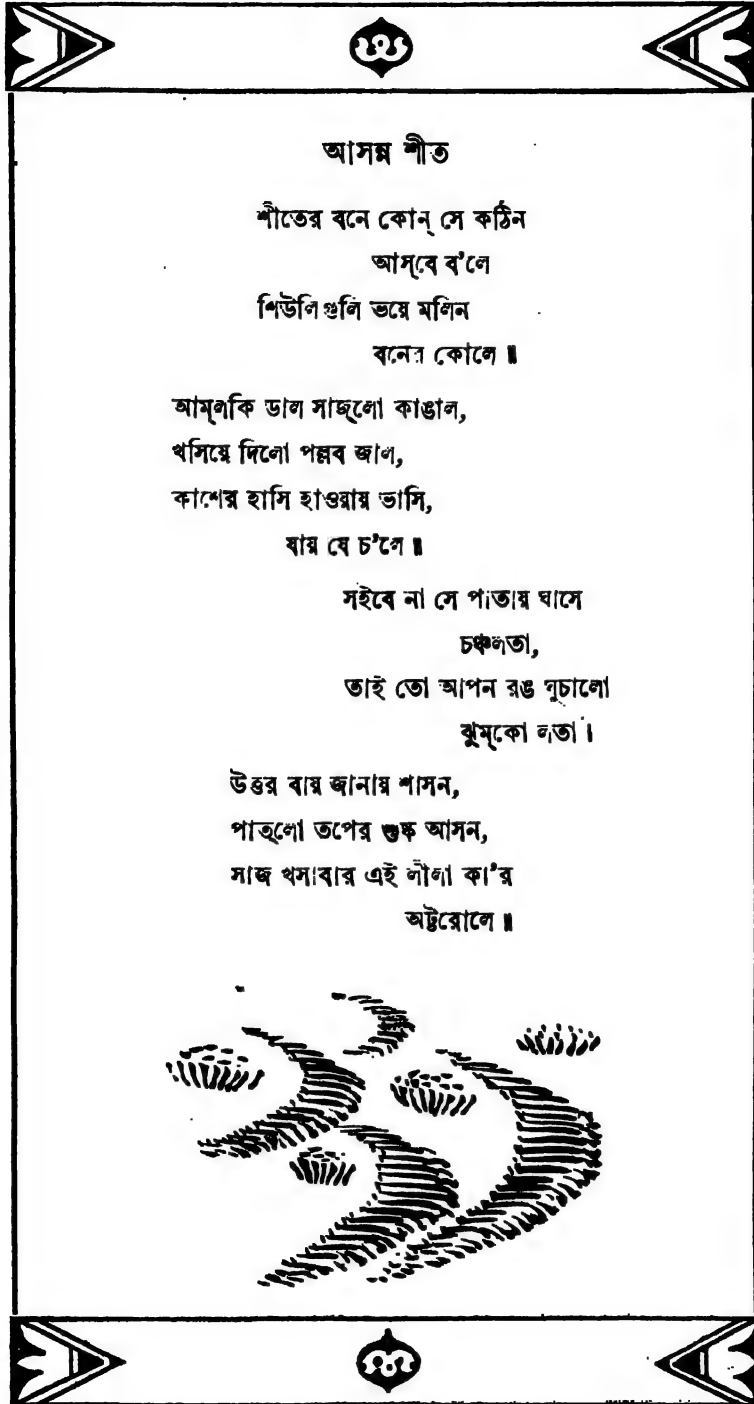 আসন্ন শীত
শীতের বনে কোন্ সে কঠিন
আস্‌বে ব'লে
শিউলিগুলি ভয়ে মলিন
বনের কোলে॥
আম্‌লকি ডাল সাজ্‌লো কাঙাল,
খসিয়ে দিলো পল্লব জাল,
কাশের হাসি হাওয়ায় ভাসি,
যায় যে চ'লে॥
সইবে না সে পাতায় ঘাসে
চঞ্চলতা,
তাই তো আপন রঙ ঘুচালো
ঝুম্‌কো লতা।
উত্তর বায় জানায় শাসন,
পাত্‌লো তপের শুষ্ক আসন,
সাজ খসাবার এই লীলা কা'র
অট্টরোলে॥